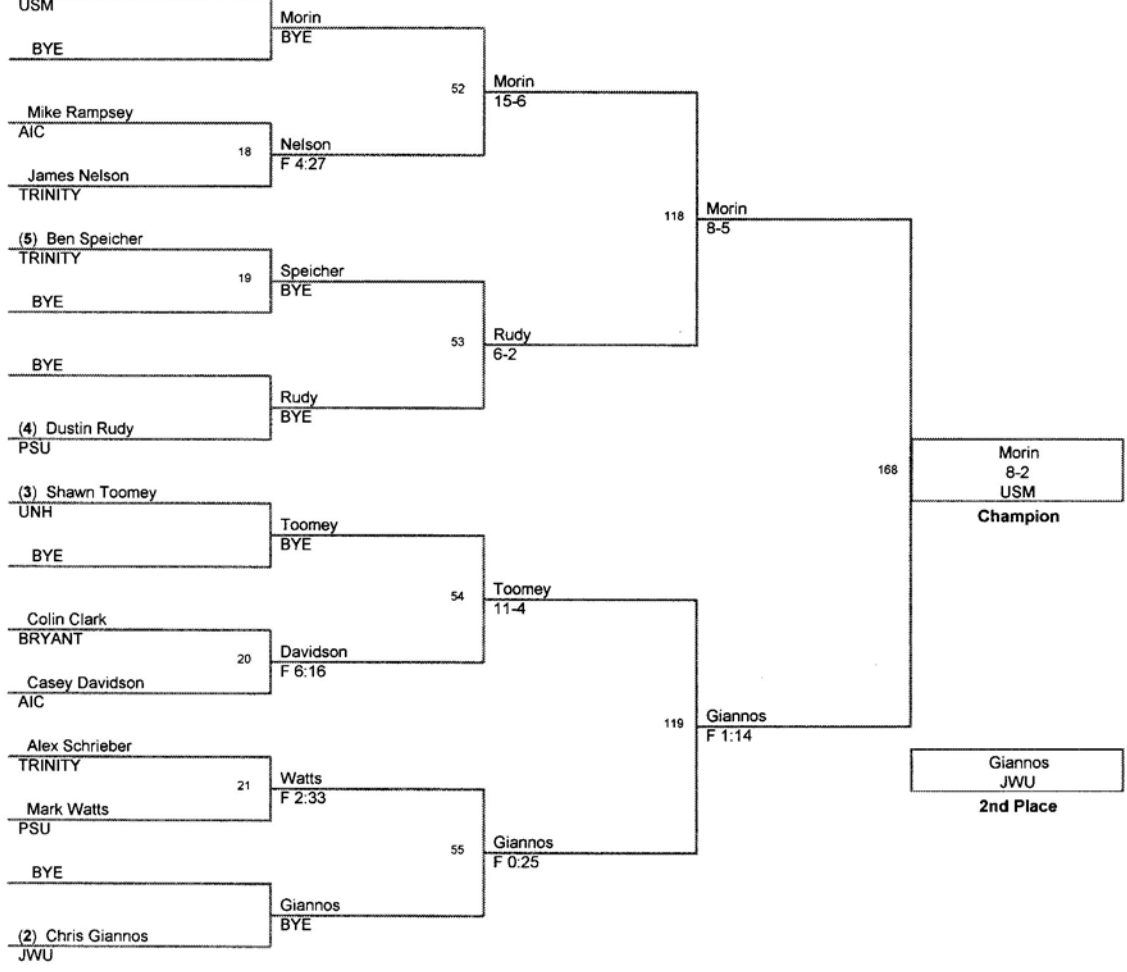 USM
BYE
Mike Rampsey
AIC
18
James Nelson
TRINITY
(5) Ben Speicher
TRINITY
19
BYE
BYE
(4) Dustin Rudy
PSU
(3) Shawn Toomey
UNH
BYE
Colin Clark
BRYANT
20
Casey Davidson
AIC
Alex Schrieber
TRINITY
21
Mark Watts
PSU
BYE
(2) Chris Giannos
JWU
Morin
BYE
52
Nelson
F 4:27
Speicher
BYE
53
Rudy
BYE
Toomey
BYE
54
Davidson
F 6:16
Watts
F 2:33
55
Giannos
BYE
Morin
15-6
118
Rudy
6-2
Toomey
11-4
119
Giannos
F 0:25
Morin
8-5
168
Giannos
F 1:14
Morin
8-2
USM
Champion
Giannos
JWU
2nd Place